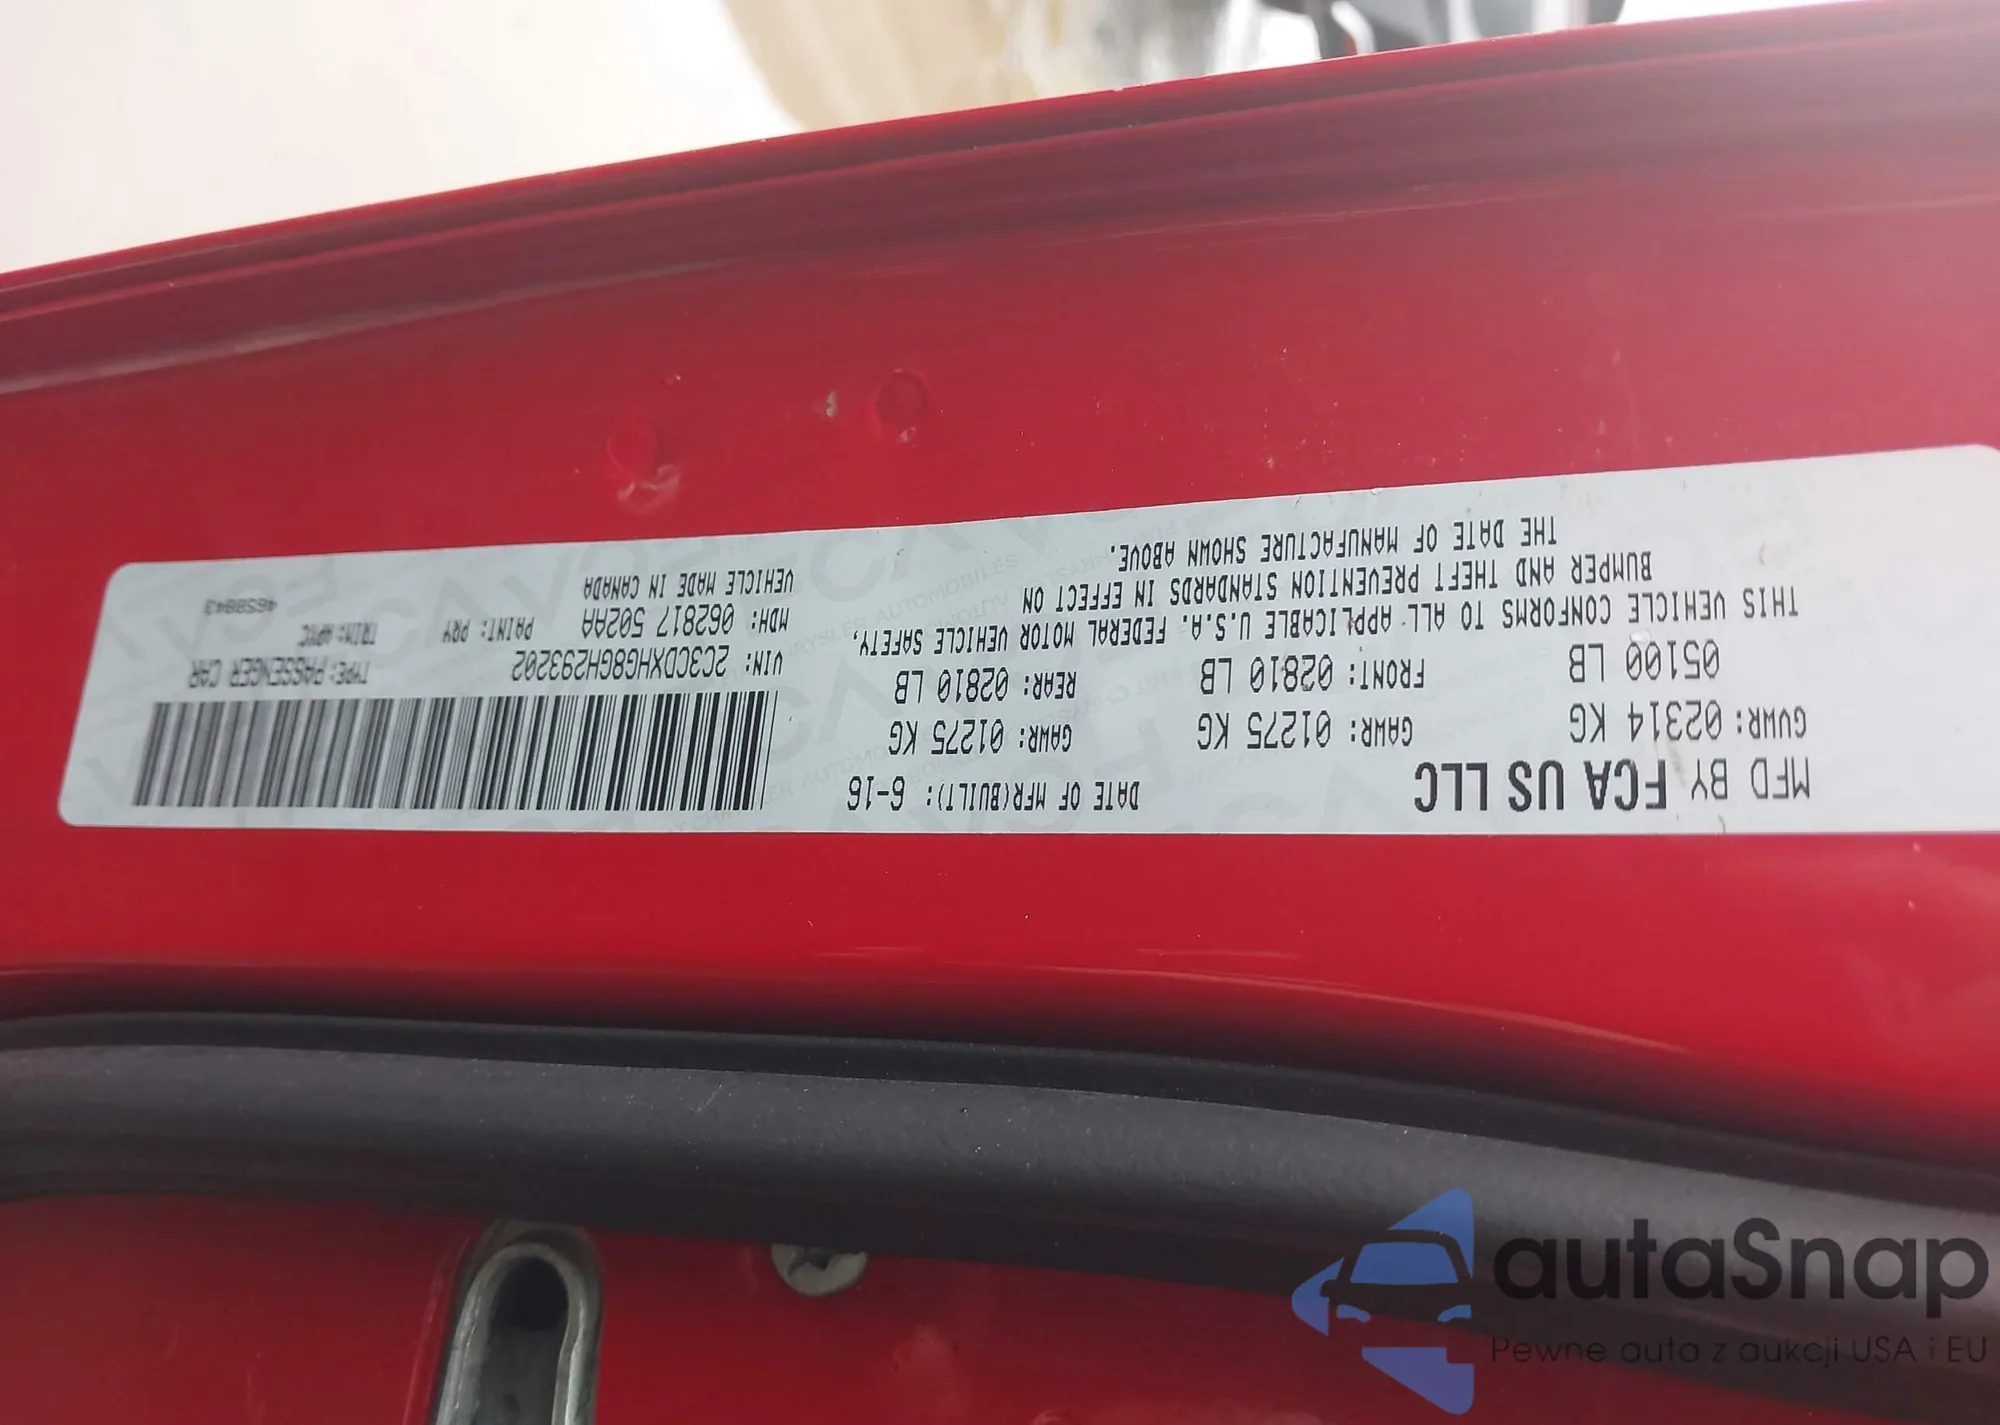 MFD BY FCA US LLC
DATE OF MFR(BUILT): 6-16
GVWR: 02314 KG
GAWR: 01275 KG
GAWR: 01275 KG
05100 LB
FRONT: 02810 LB
REAR: 02810 LB
THIS VEHICLE CONFORMS TO ALL APPLICABLE U.S.A. FEDERAL MOTOR VEHICLE SAFETY,
BUMPER AND THEFT PREVENTION STANDARDS IN EFFECT ON
THE DATE OF MANUFACTURE SHOWN ABOVE.
VIN: 2C3CDXHG8GH293202
TYPE: PASSENGER CAR
MDH: 062817 502AA
PAINT: PRY
VEHICLE MADE IN CANADA
autaSnap
Pewne auta z aukcji USA i EU